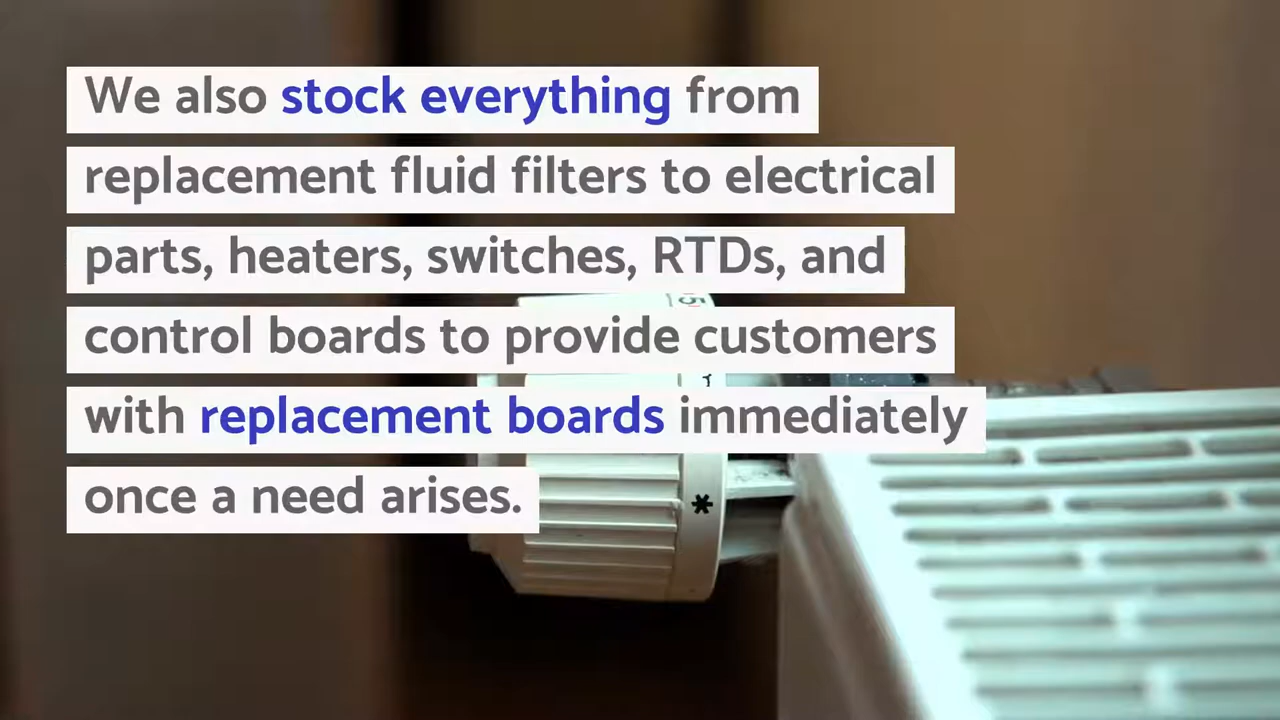 We also stock everything from
replacement fluid filters to electrical
parts, heaters, switches, RTDs, and
control boards to provide customers
with replacement boards immediately
once a need arises.
5
*